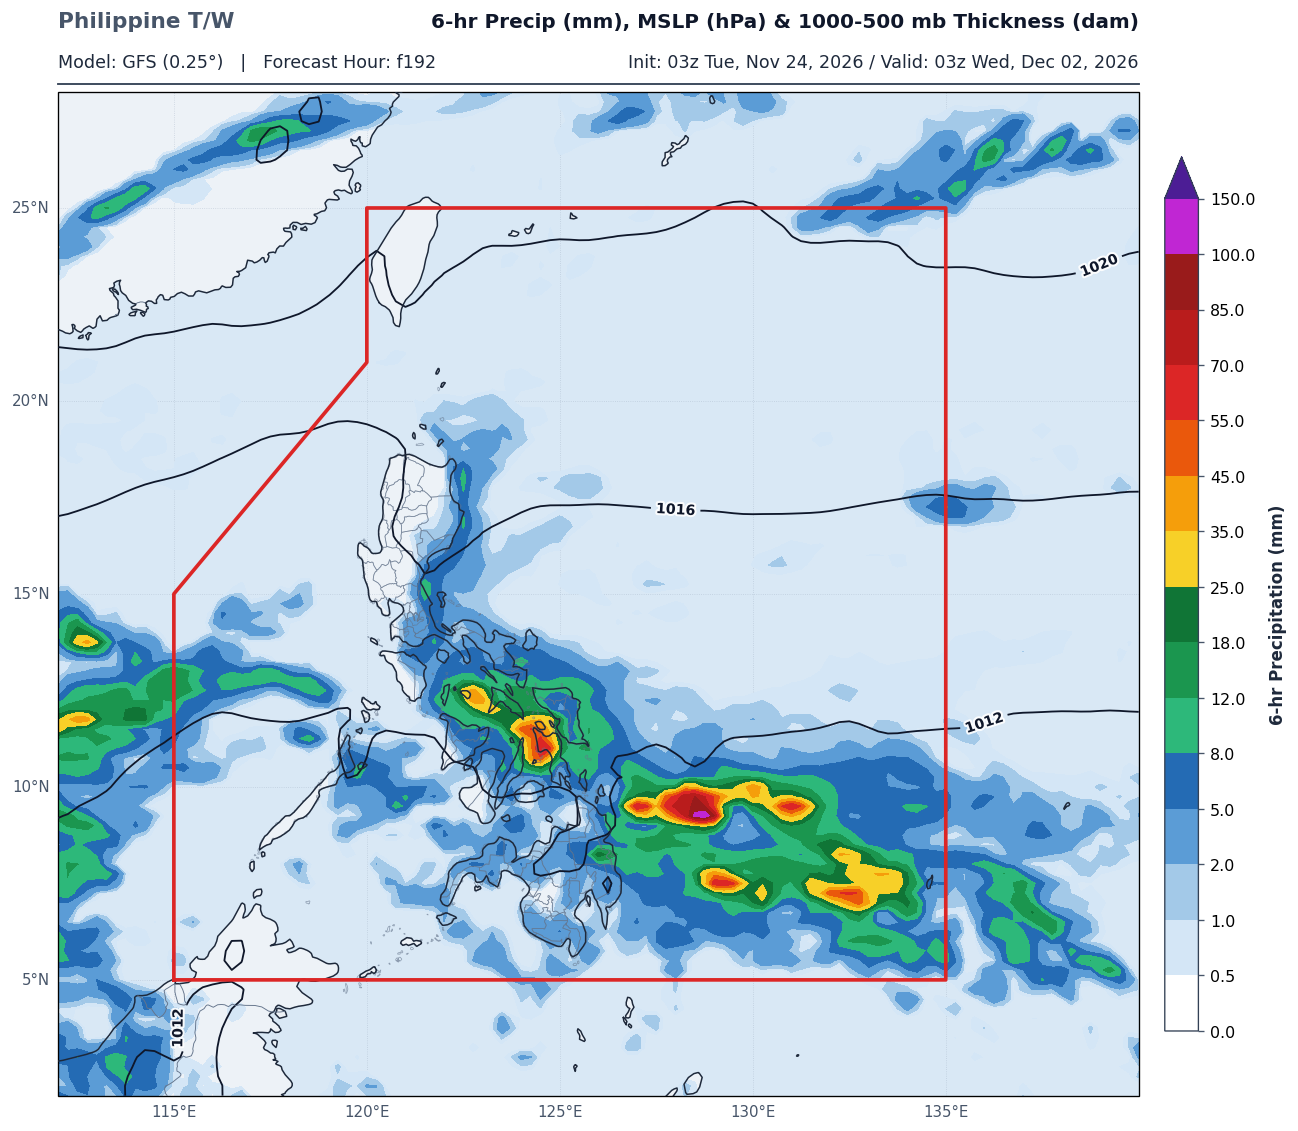 Philippine T/W
6-hr Precip (mm), MSLP (hPa) & 1000-500 mb Thickness (dam)
Model: GFS (0.25°) | Forecast Hour: f192
Init: 03z Tue, Nov 24, 2026 / Valid: 03z Wed, Dec 02, 2026
25°N
20°N
15°N
10°N
5°N
115°E
120°E
125°E
130°E
135°E
1020
1016
1012
1012
150.0
100.0
85.0
70.0
55.0
45.0
35.0
25.0
18.0
12.0
8.0
5.0
2.0
1.0
0.5
0.0
6-hr Precipitation (mm)